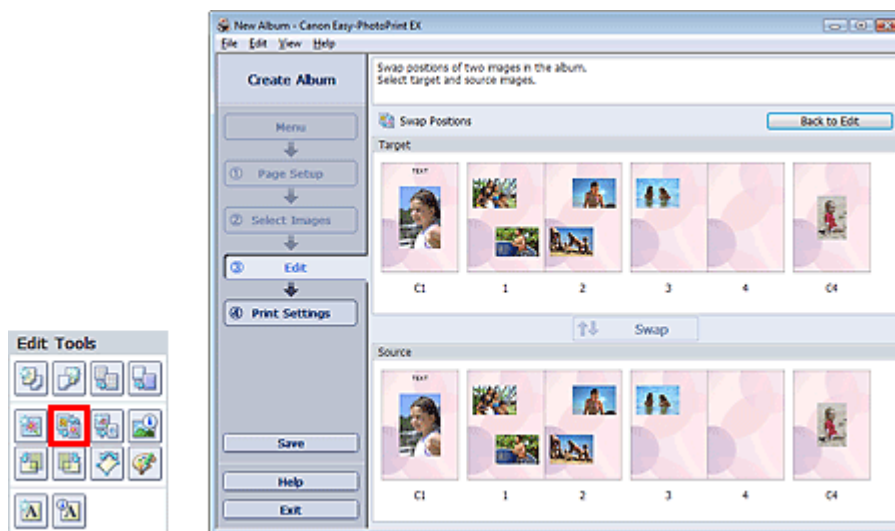 New Album - Canon Easy-PhotoPrint EX
File Edit View Help
Create Album
Swap positions of two images in the album.
Select target and source images.
Menu
Swap Positions
Back to Edit
Target
① Page Setup
TEXT
② Select Images
③ Edit
C1 1 2 3 4 C4
④ Print Settings
Swap
Edit Tools
Source
TEXT
Save
Help
C1 1 2 3 4 C4
Exit
A
A